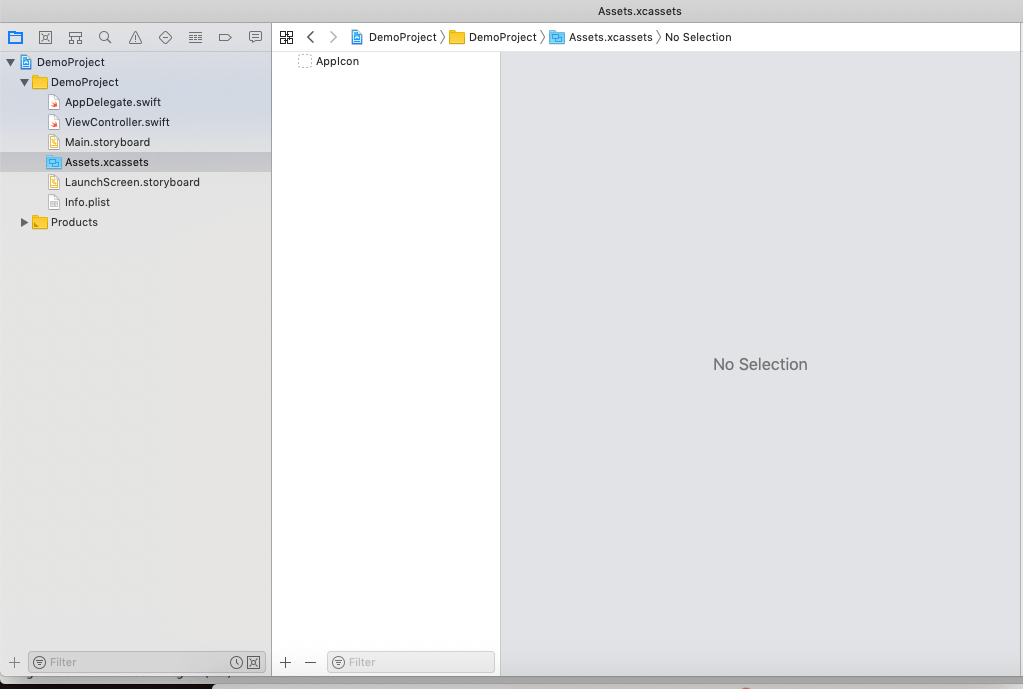 Assets.xcassets
DemoProject DemoProject Assets.xcassets No Selection
DemoProject
DemoProject
AppDelegate.swift
ViewController.swift
Main.storyboard
Assets.xcassets
LaunchScreen.storyboard
Info.plist
Products
AppIcon
No Selection
Filter
Filter